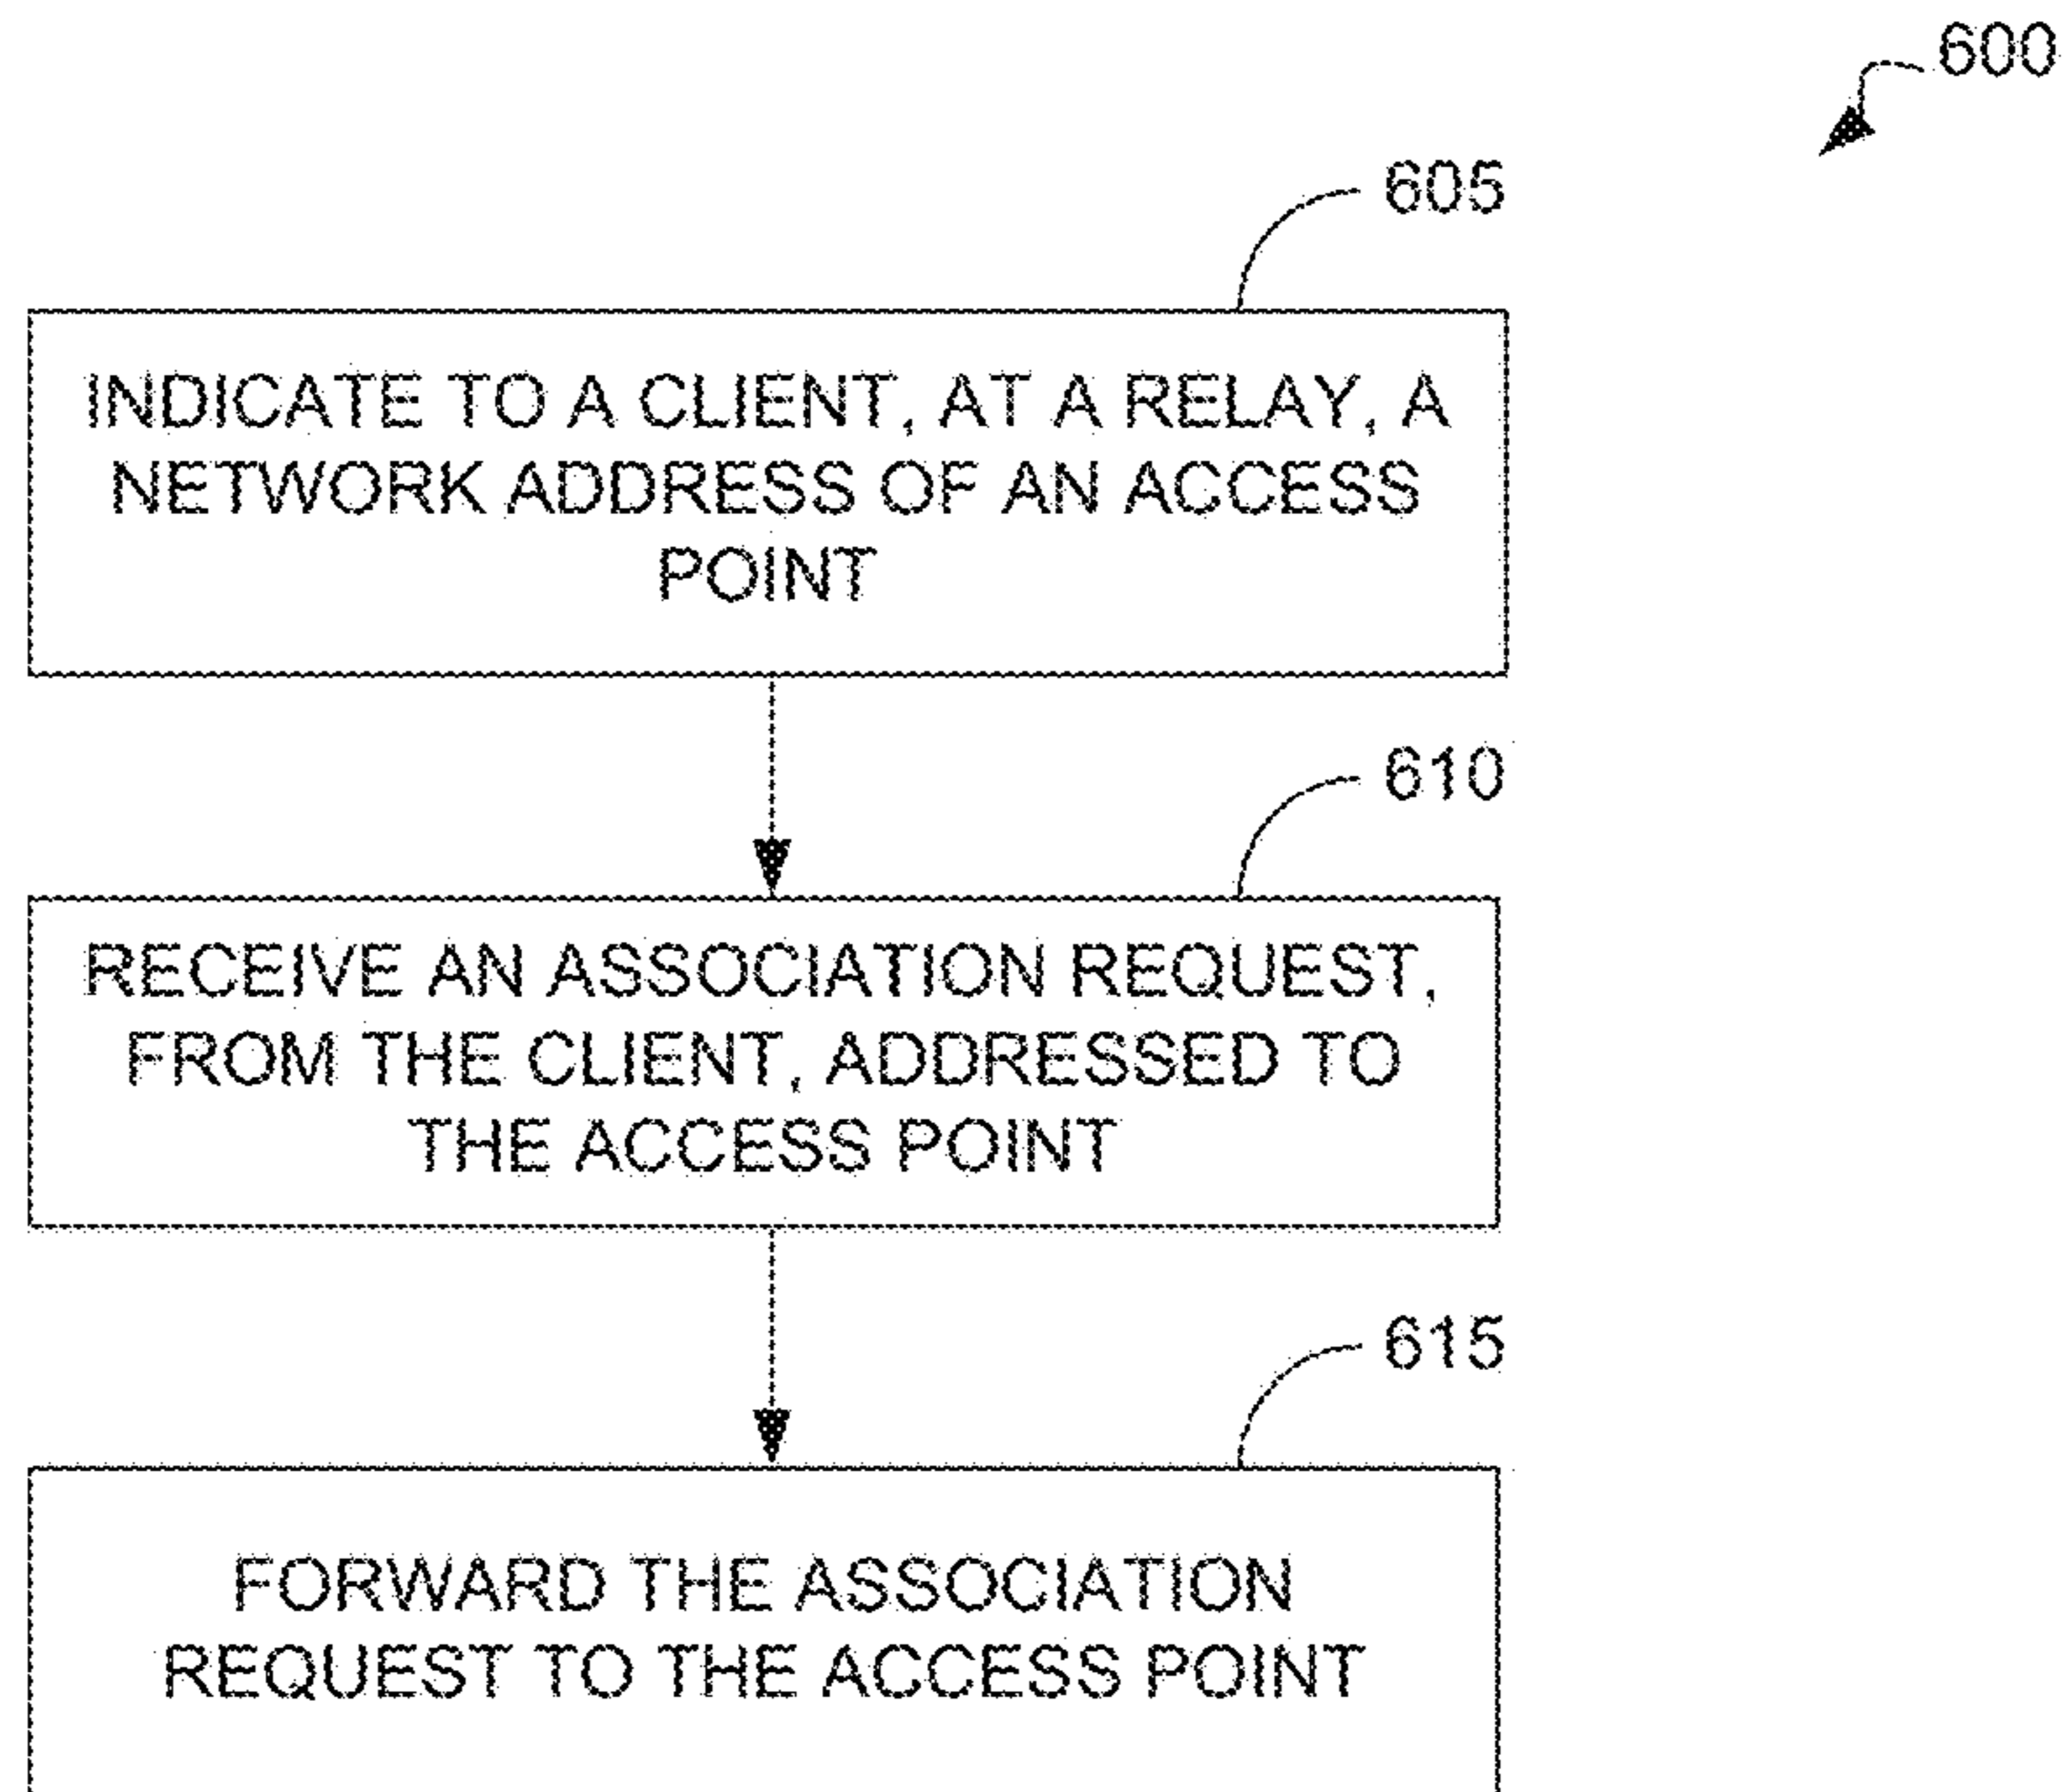 600
605
INDICATE TO A CLIENT, AT A RELAY, A
NETWORK ADDRESS OF AN ACCESS
POINT
610
RECEIVE AN ASSOCIATION REQUEST,
FROM THE CLIENT, ADDRESSED TO
THE ACCESS POINT
615
FORWARD THE ASSOCIATION
REQUEST TO THE ACCESS POINT